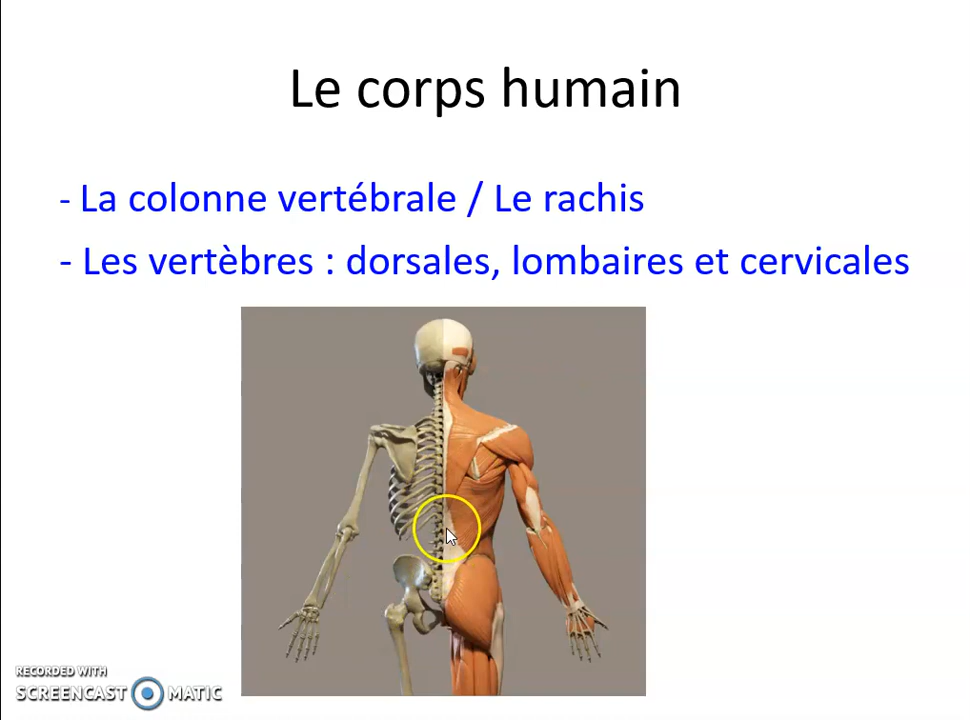 Le corps humain
- La colonne vertébrale / Le rachis
- Les vertèbres : dorsales, lombaires et cervicales
RECORDED WITH
SCREENCAST MATIC